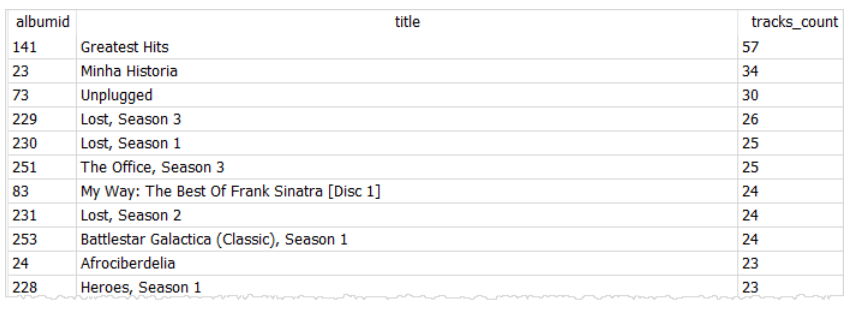 albumid title tracks_count
141 Greatest Hits 57
23 Minha Historia 34
73 Unplugged 30
229 Lost, Season 3 26
230 Lost, Season 1 25
251 The Office, Season 3 25
83 My Way: The Best Of Frank Sinatra [Disc 1] 24
231 Lost, Season 2 24
253 Battlestar Galactica (Classic), Season 1 24
24 Afrociberdelia 23
228 Heroes, Season 1 23